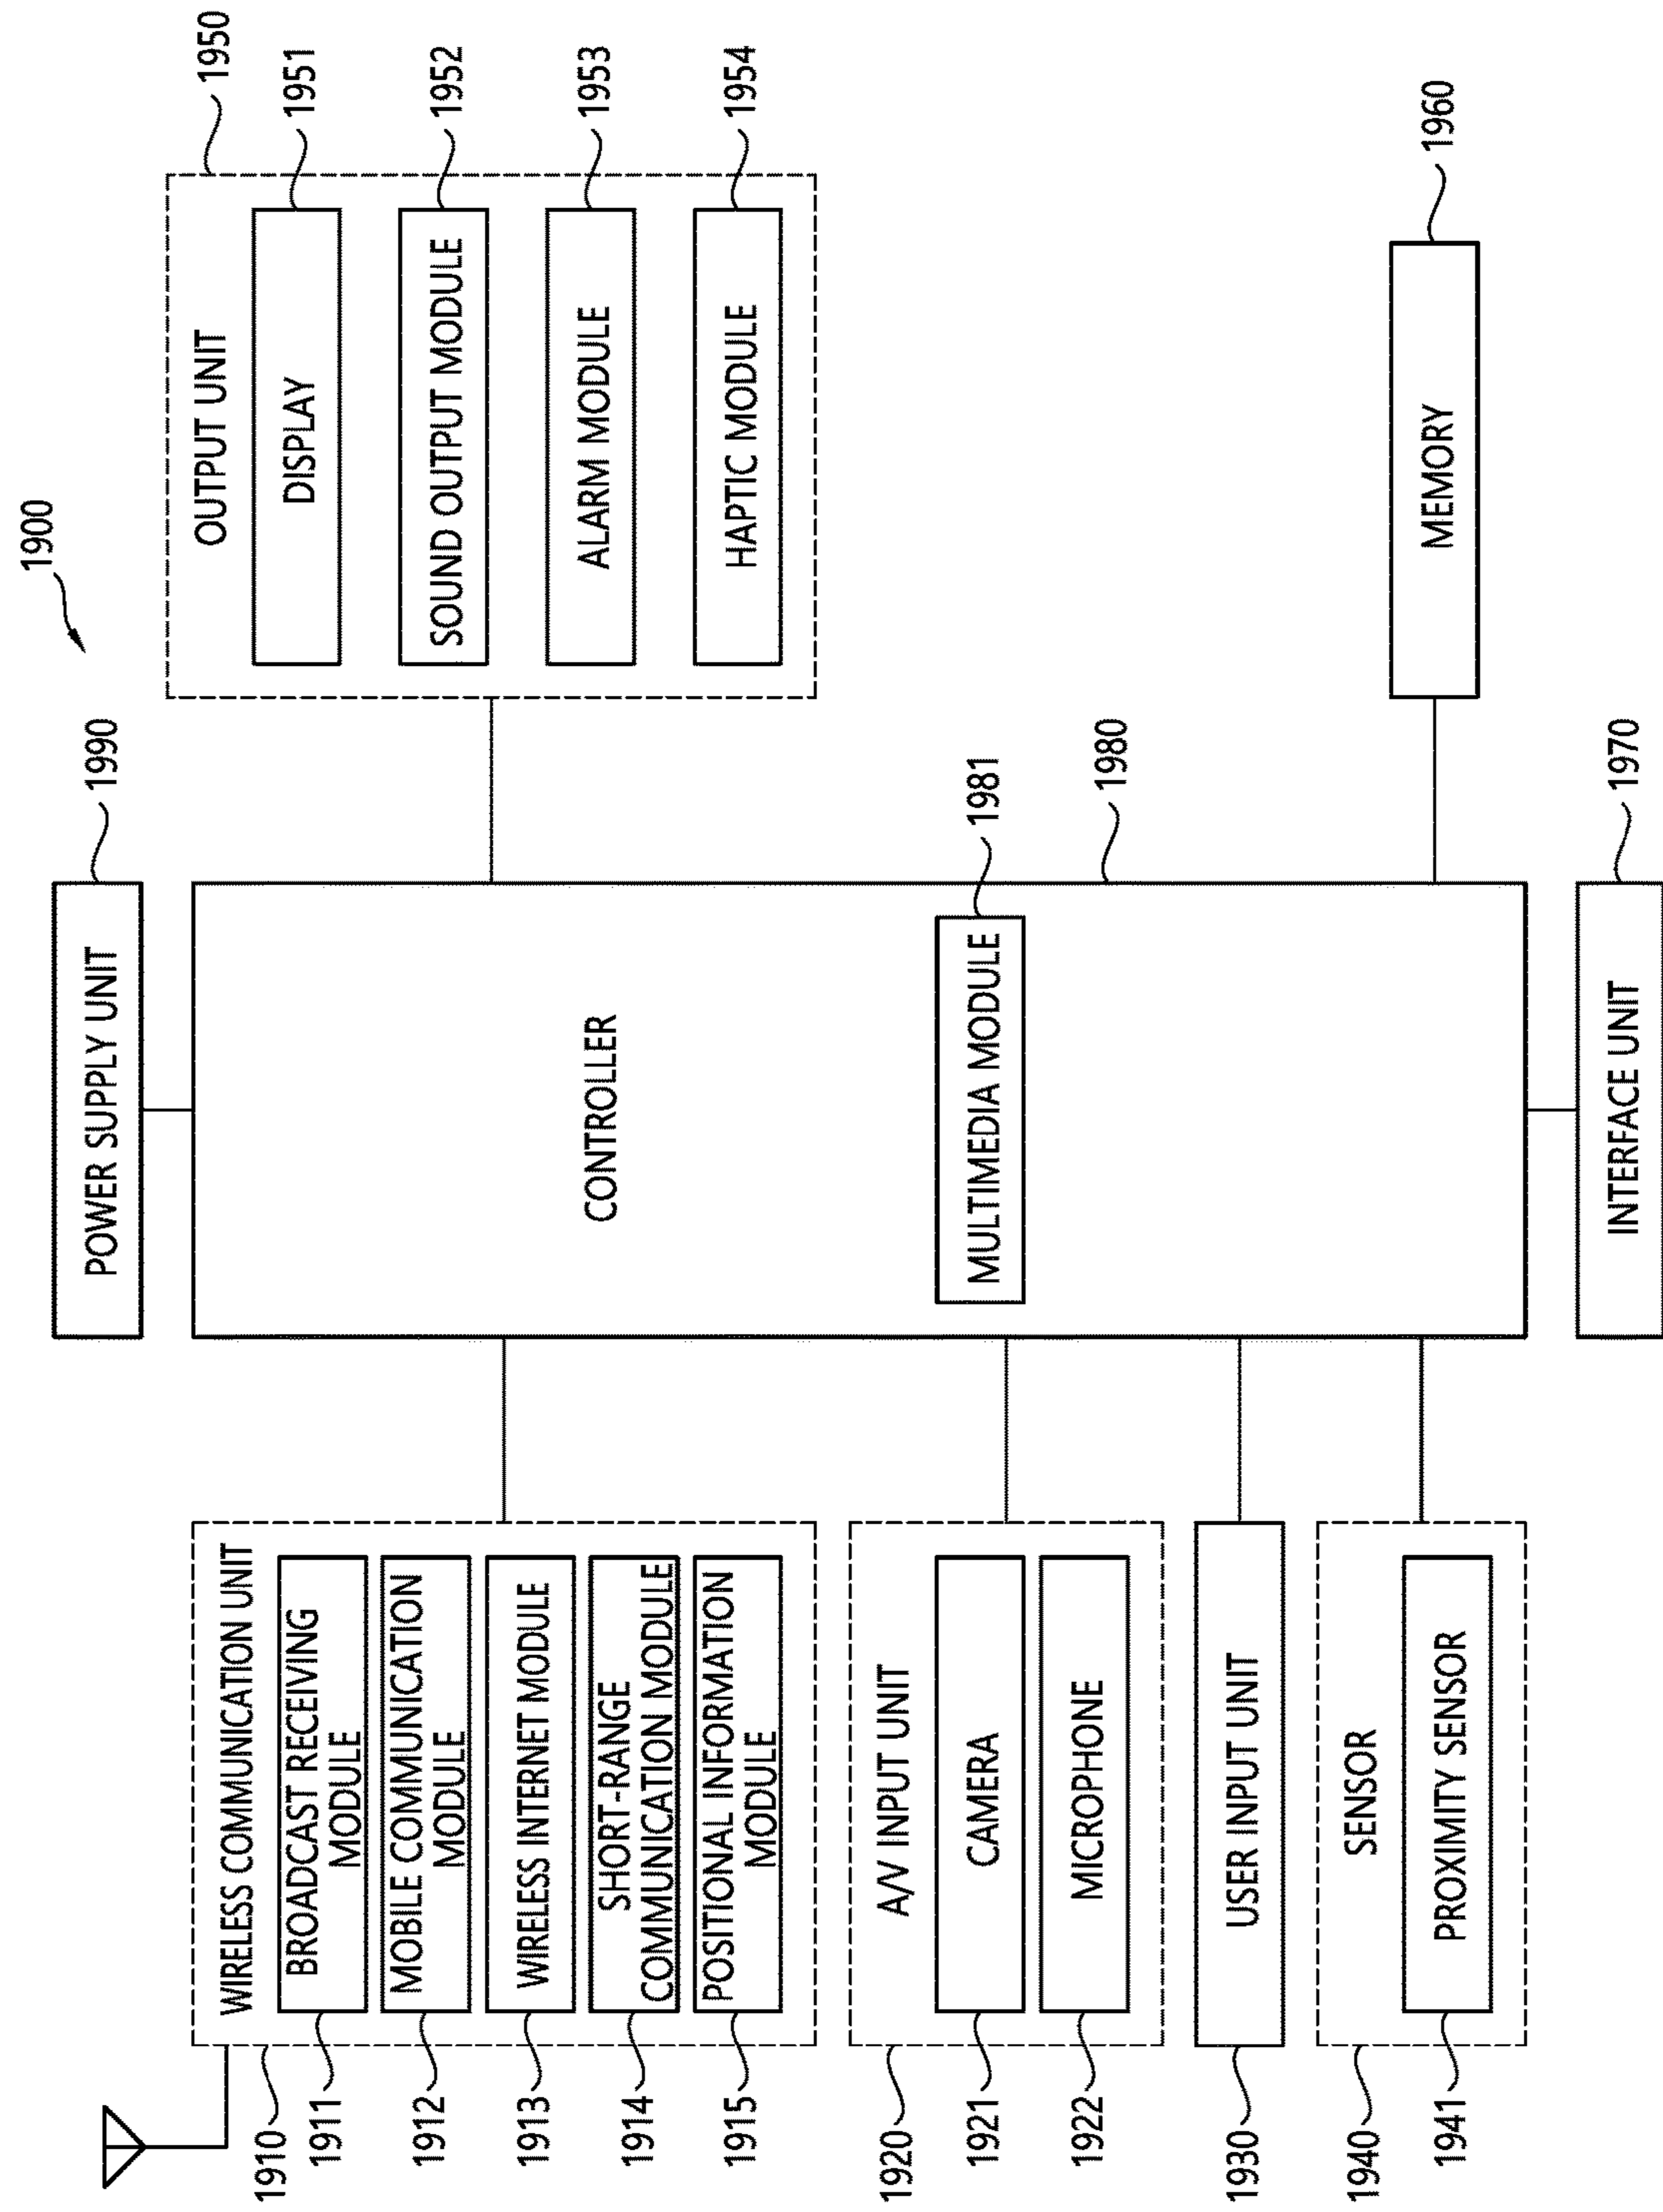 1900
POWER SUPPLY UNIT
1990
WIRELESS COMMUNICATION UNIT
1910
BROADCAST RECEIVING
MODULE
1911
MOBILE COMMUNICATION
MODULE
1912
WIRELESS INTERNET MODULE
1913
SHORT-RANGE
COMMUNICATION MODULE
1914
POSITIONAL INFORMATION
MODULE
1915
A/V INPUT UNIT
1920
CAMERA
1921
MICROPHONE
1922
USER INPUT UNIT
1930
SENSOR
1940
PROXIMITY SENSOR
1941
CONTROLLER
MULTIMEDIA MODULE
1981
1980
OUTPUT UNIT
1950
DISPLAY
1951
SOUND OUTPUT MODULE
1952
ALARM MODULE
1953
HAPTIC MODULE
1954
MEMORY
1960
INTERFACE UNIT
1970